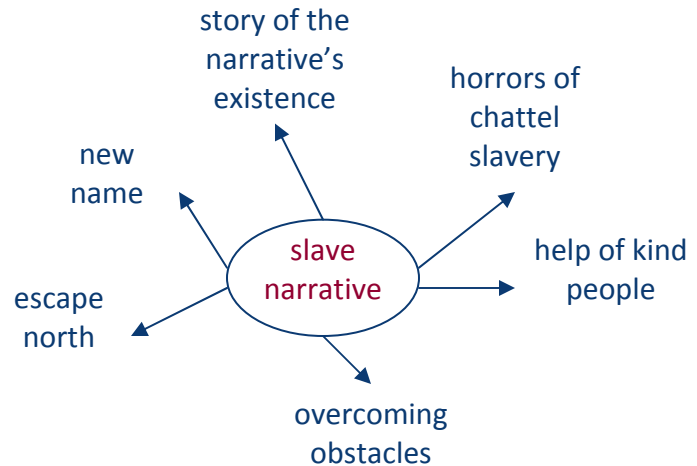 story of the
narrative’s
existence
horrors of
chattel
slavery
new
name
slave
narrative
help of kind
people
escape
north
overcoming
obstacles